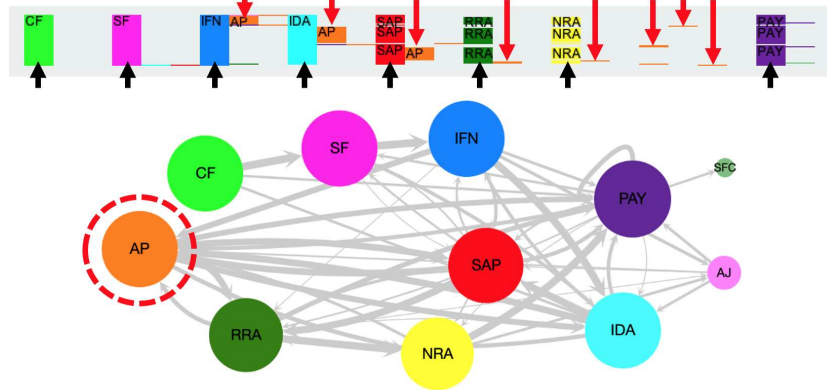 CF SF IFN AP IDA SAP RRA NRA PAY
AP SAP RRA NRA PAY
SAP AP RRA NRA PAY
IFN
SF
SFC
CF
PAY
AP
SAP
AJ
RRA
IDA
NRA